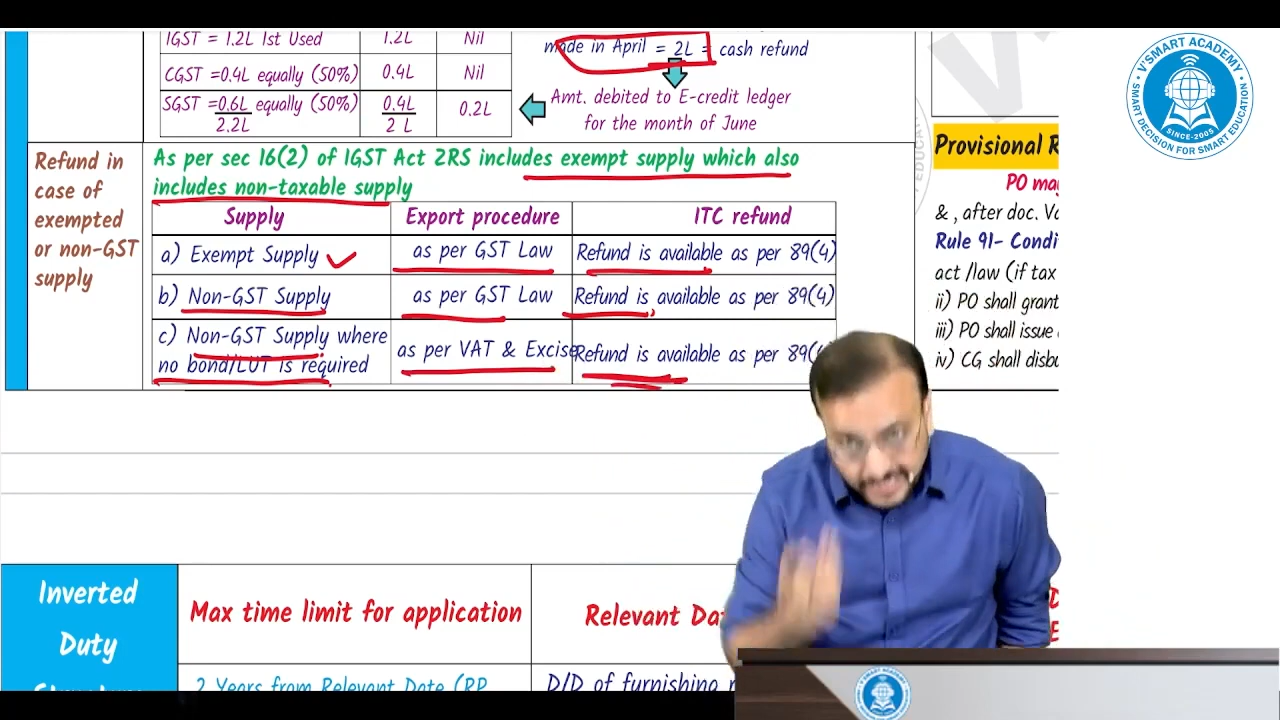 IGST = 1.2L 1st Used 1.2L Nil
made in April = 2L = cash refund
CGST =0.4L equally (50%) 0.4L Nil
SGST =0.6L equally (50%) 0.4L 0.2L
2.2L 2 L
Amt. debited to E-credit ledger
for the month of June
Refund in
case of
exempted
or non-GST
supply
As per sec 16(2) of IGST Act ZRS includes exempt supply which also
includes non-taxable supply
Supply Export procedure ITC refund
a) Exempt Supply as per GST Law Refund is available as per 89(4)
b) Non-GST Supply as per GST Law Refund is available as per 89(4)
c) Non-GST Supply where
no bond/LUT is required as per VAT & Excise Refund is available as per
Provisional
PO may
& , after doc.
Rule 91-
act /law (if tax
ii) PO shall grant
iii) PO shall issue
iv) CG shall
V'SMART ACADEMY
SMART DECISION FOR SMART EDUCATION
SINCE-2005
Inverted
Duty
Max time limit for application
Relevant
2 Years from Relevant Date (RP
D/D of furnishing